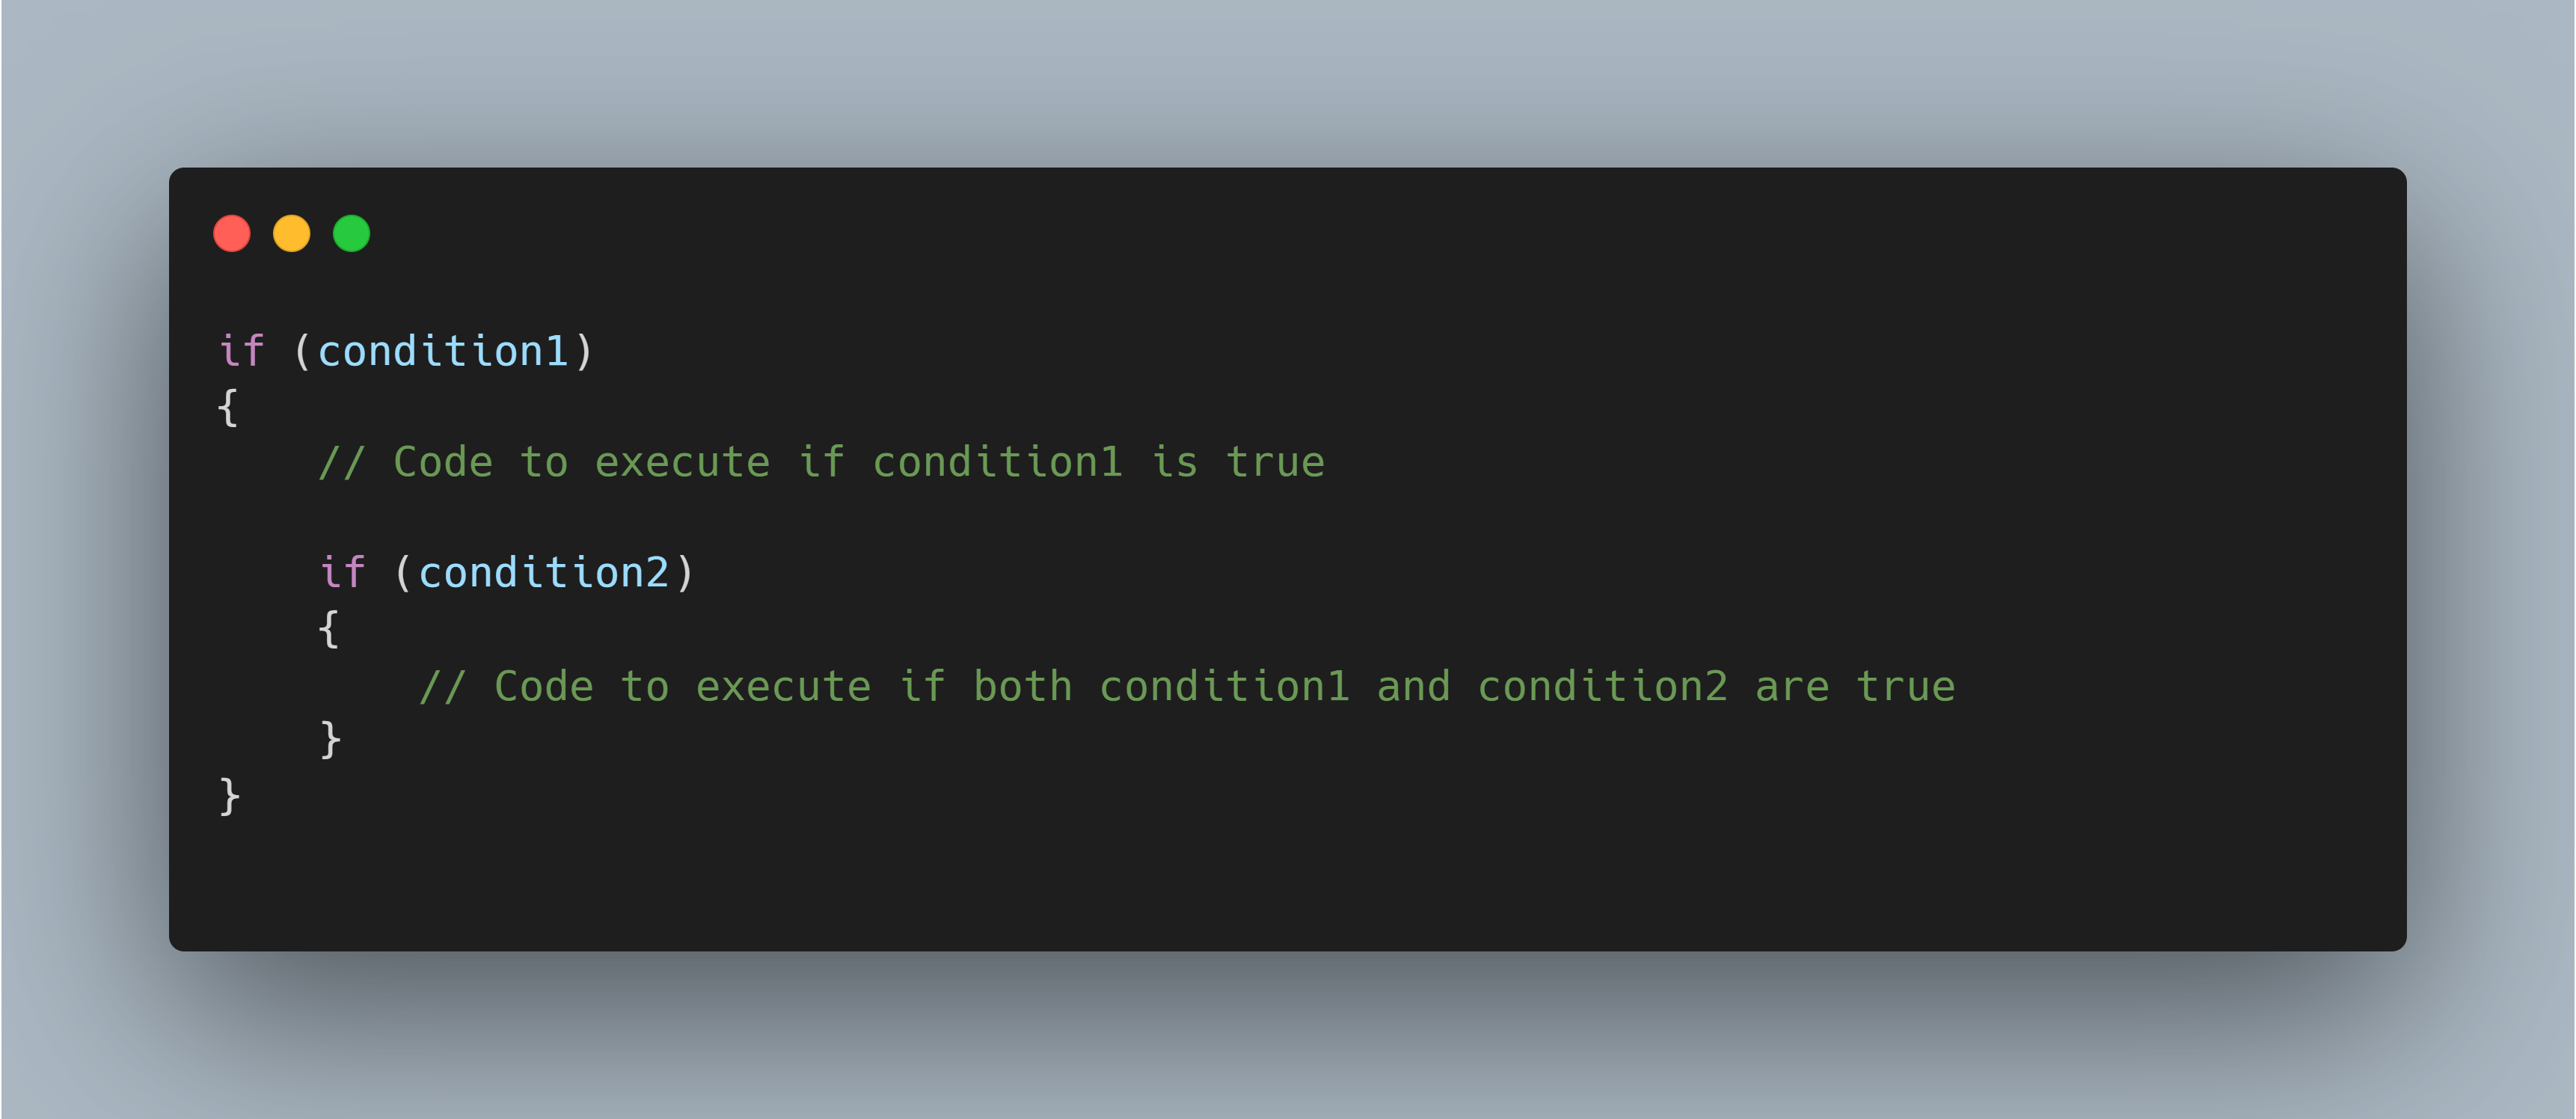 if (condition1)
{
    // Code to execute if condition1 is true

    if (condition2)
    {
        // Code to execute if both condition1 and condition2 are true
    }
}